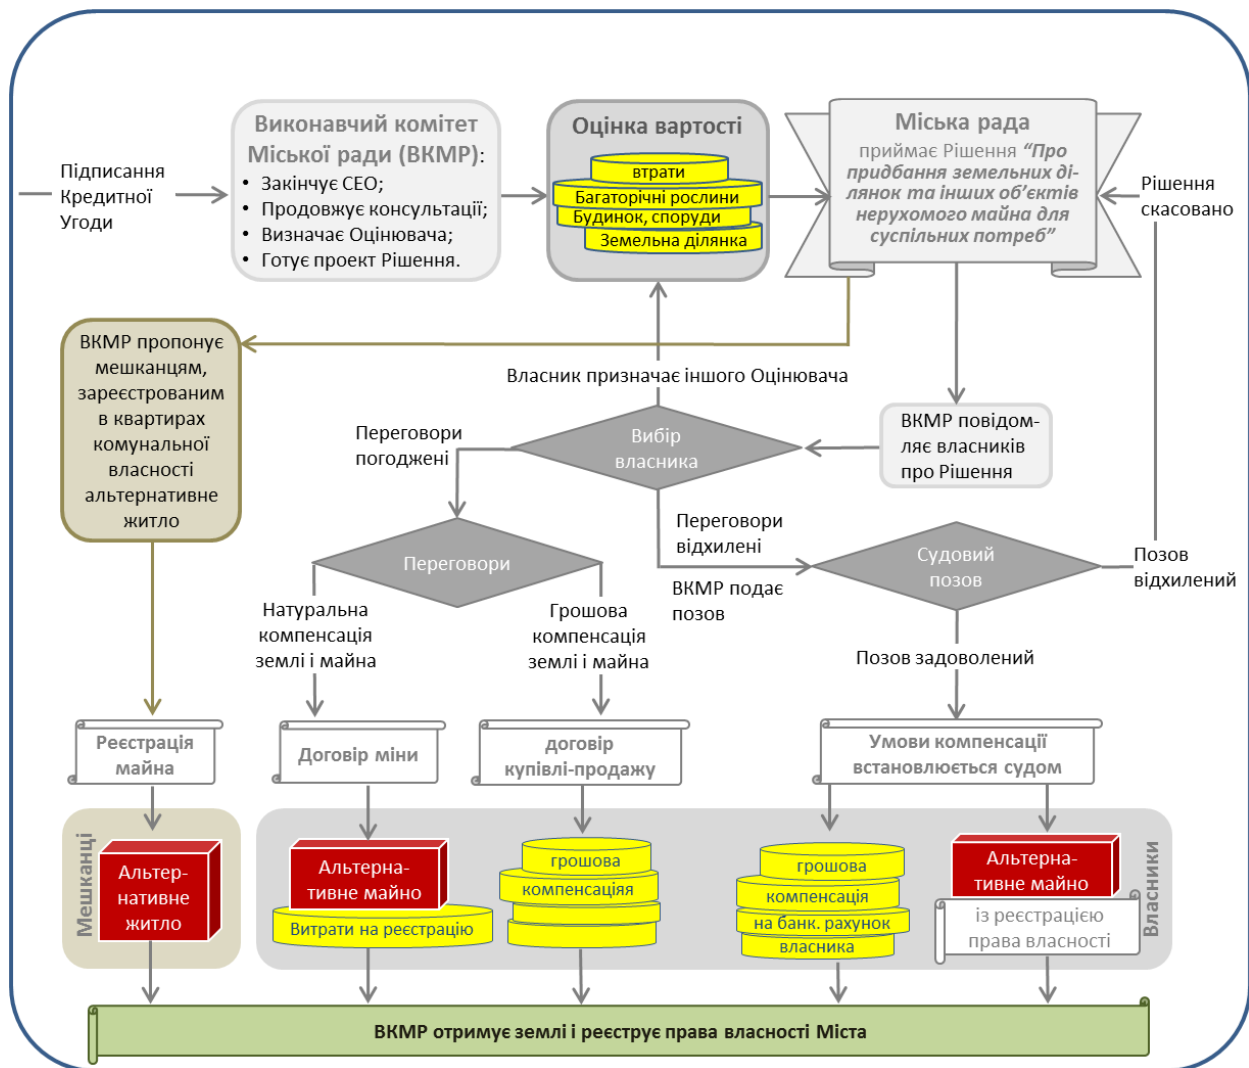 Підписання
Кредитної
Угоди
Виконавчий комітет
Міської ради (ВКМР):
• Закінчує СЕО;
• Продовжує консультації;
• Визначає Оцінювача;
• Готує проект Рішення.
Оцінка вартості
втрати
Багаторічні рослини
Будинок, споруди
Земельна ділянка
Міська рада
приймає Рішення “Про
придбання земельних ді-
лянок та інших об’єктів
нерухомого майна для
суспільних потреб”
Рішення
скасовано
ВКМР пропонує
мешканцям,
зареєстрованим
в квартирах
комунальної
власності
альтернативне
житло
Власник призначає іншого Оцінювача
Переговори
погоджені
Вибір
власника
ВКМР повідом-
ляє власників
про Рішення
Переговори
Переговори
відхилені
ВКМР подає
позов
Судовий
позов
Позов
відхилений
Натуральна
компенсація
землі і майна
Грошова
компенсація
землі і майна
Позов задоволений
Реєстрація
майна
Договір міни
договір
купівлі-продажу
Умови компенсації
встановлюється судом
Мешканці
Альтер-
нативне
житло
Альтерна-
тивне майно
Витрати на реєстрацію
грошова
компенсаціяя
грошова
компенсація
на банк. рахунок
власника
Альтерна-
тивне майно
із реєстрацією
права власності
Власники
ВКМР отримує землі і реєструє права власності Міста